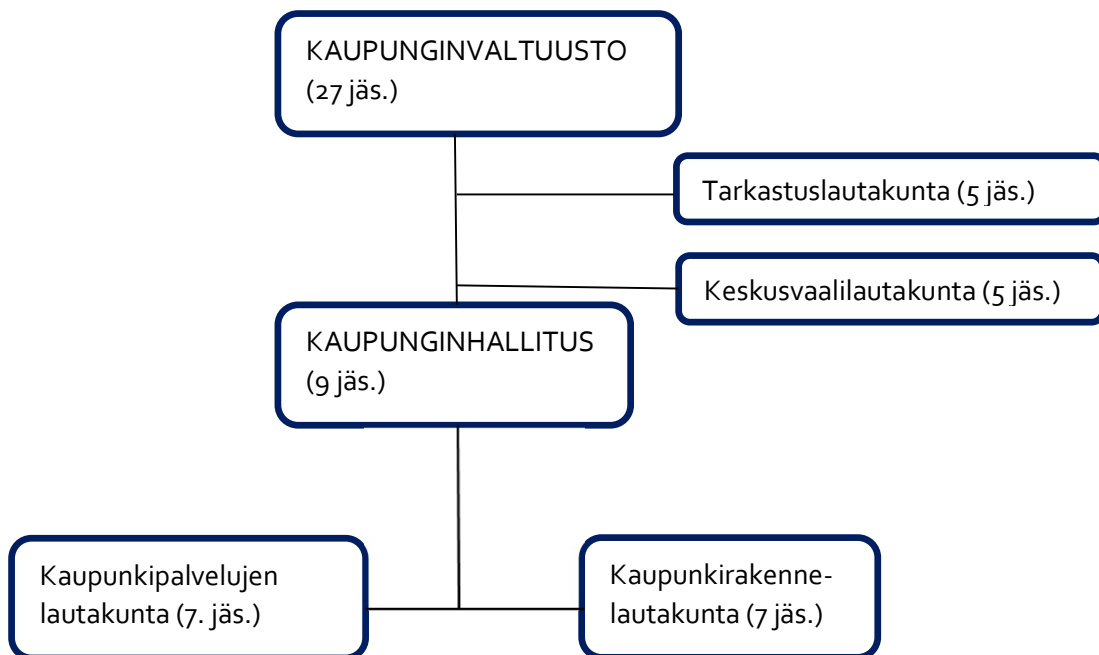 KAUPUNGINVALTUUSTO
(27 jäs.)
Tarkastuslautakunta (5 jäs.)
Keskusvaalilautakunta (5 jäs.)
KAUPUNGINHALLITUS
(9 jäs.)
Kaupunkipalvelujen
lautakunta (7. jäs.)
Kaupunkirakenne-
lautakunta (7 jäs.)